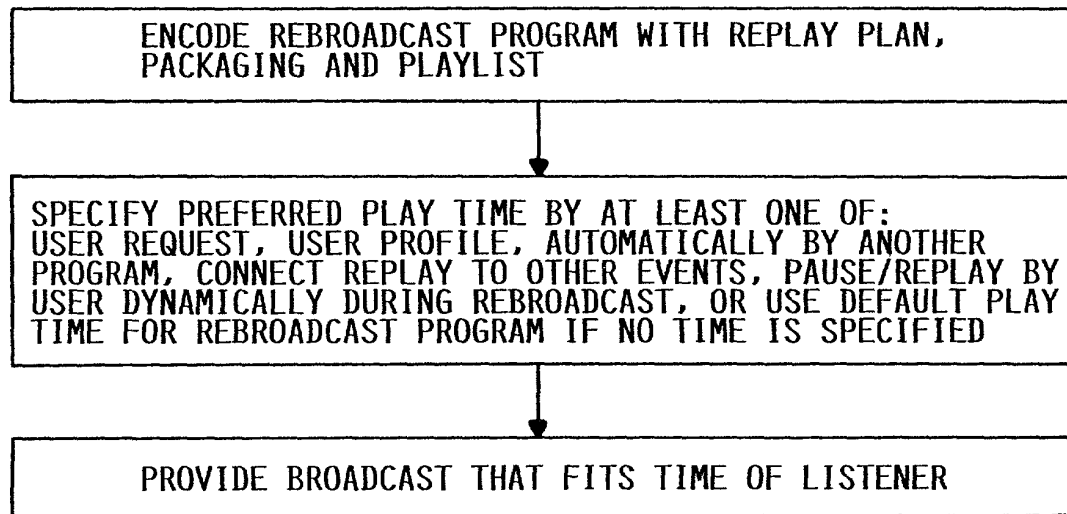 ENCODE REBROADCAST PROGRAM WITH REPLAY PLAN,
PACKAGING AND PLAYLIST
SPECIFY PREFERRED PLAY TIME BY AT LEAST ONE OF:
USER REQUEST, USER PROFILE, AUTOMATICALLY BY ANOTHER
PROGRAM, CONNECT REPLAY TO OTHER EVENTS, PAUSE/REPLAY BY
USER DYNAMICALLY DURING REBROADCAST, OR USE DEFAULT PLAY
TIME FOR REBROADCAST PROGRAM IF NO TIME IS SPECIFIED
PROVIDE BROADCAST THAT FITS TIME OF LISTENER